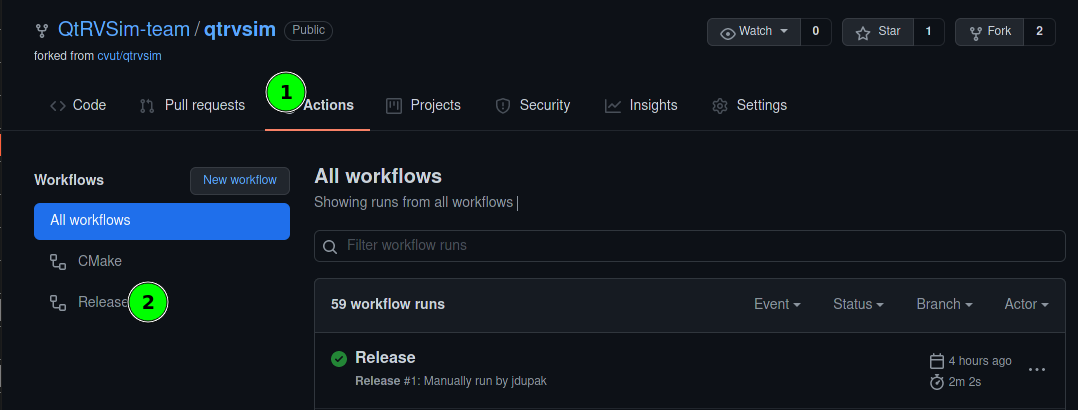 QtRVSim-team / qtrvsim Public
Watch 0 Star 1 Fork 2
forked from cvut/qtrvsim
Code Pull requests 1 Actions Projects Security Insights Settings
Workflows New workflow
All workflows
CMake
Release 2
All workflows
Showing runs from all workflows
Filter workflow runs
59 workflow runs Event Status Branch Actor
Release
Release #1: Manually run by jdupak
4 hours ago
2m 2s